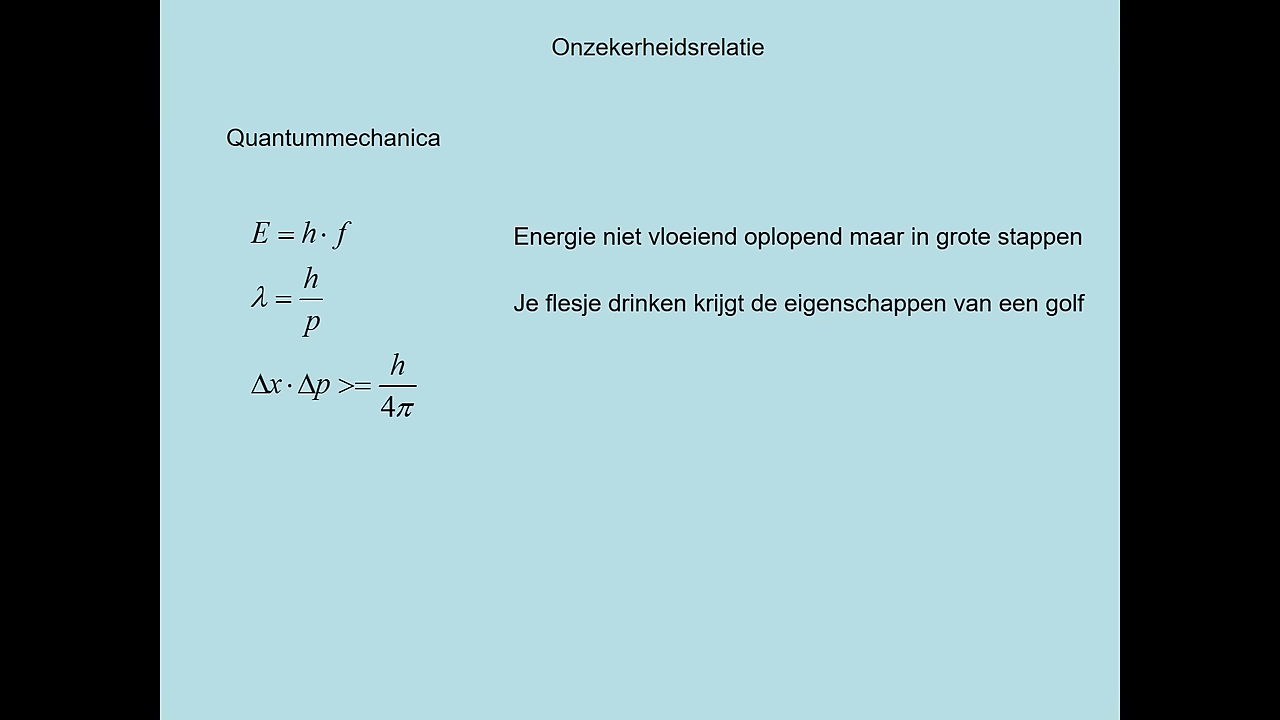 Onzekerheidsrelatie
Quantummechanica
E = h · f
Energie niet vloeiend oplopend maar in grote stappen
λ = h/p
Je flesje drinken krijgt de eigenschappen van een golf
Δx · Δp >= h/4π